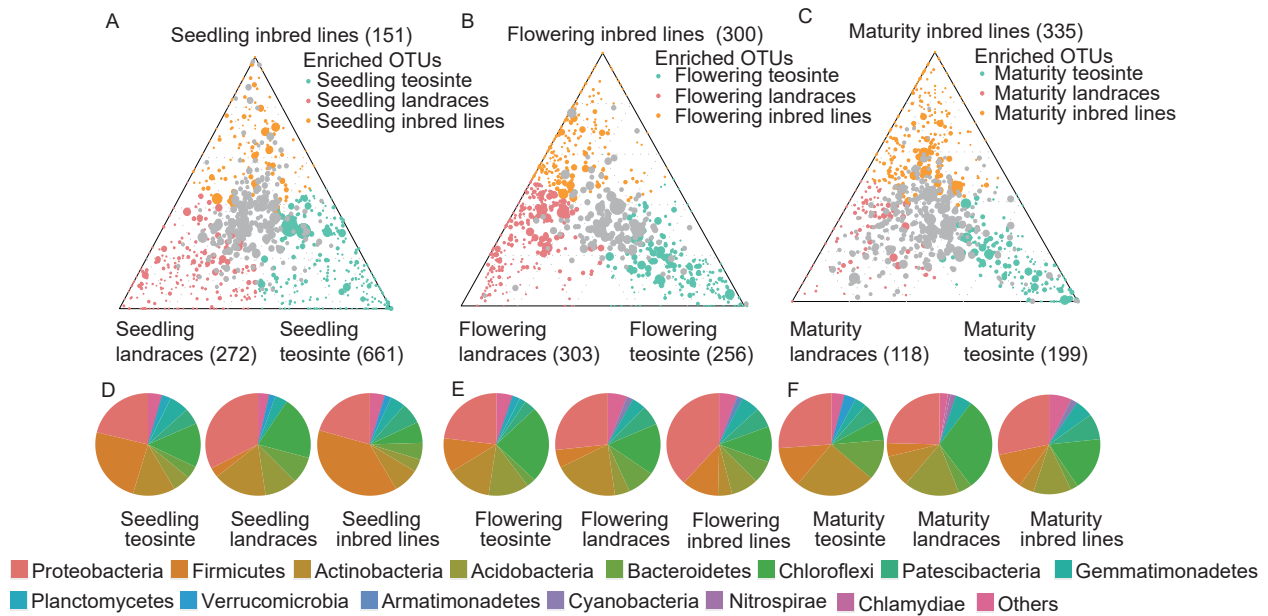 A
Seedling inbred lines (151)
Enriched OTUs
Seedling teosinte
Seedling landraces
Seedling inbred lines
Seedling
landraces (272)
Seedling
teosinte (661)
B
Flowering inbred lines (300)
Enriched OTUs
Flowering teosinte
Flowering landraces
Flowering inbred lines
Flowering
landraces (303)
Flowering
teosinte (256)
C
Maturity inbred lines (335)
Enriched OTUs
Maturity teosinte
Maturity landraces
Maturity inbred lines
Maturity
landraces (118)
Maturity
teosinte (199)
D
Seedling
teosinte
Seedling
landraces
Seedling
inbred lines
E
Flowering
teosinte
Flowering
landraces
Flowering
inbred lines
F
Maturity
teosinte
Maturity
landraces
Maturity
inbred lines
Proteobacteria Firmicutes Actinobacteria Acidobacteria Bacteroidetes Chloroflexi Patescibacteria Gemmatimonadetes
Planctomycetes Verrucomicrobia Armatimonadetes Cyanobacteria Nitrospirae Chlamydiae Others